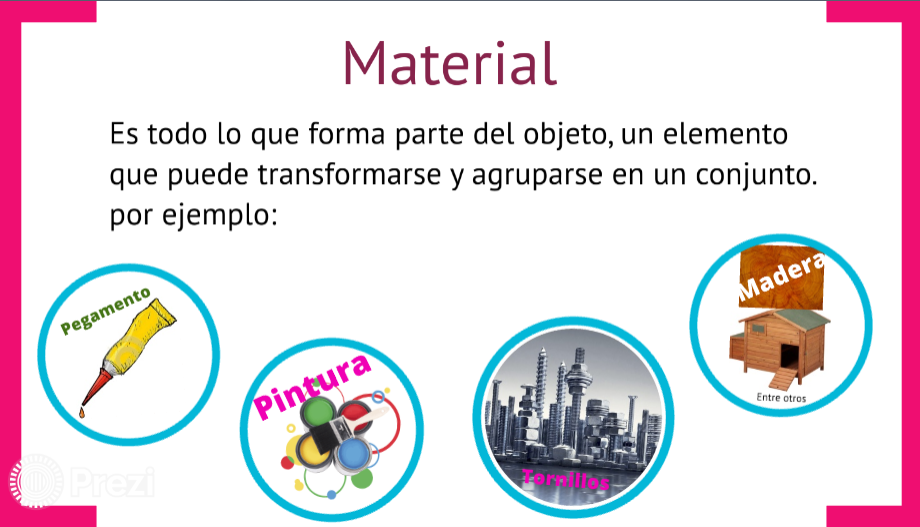 Material
Es todo lo que forma parte del objeto, un elemento
que puede transformarse y agruparse en un conjunto.
por ejemplo:
Pegamento
Pintura
Tornillos
Madera
Entre otros
Prezi